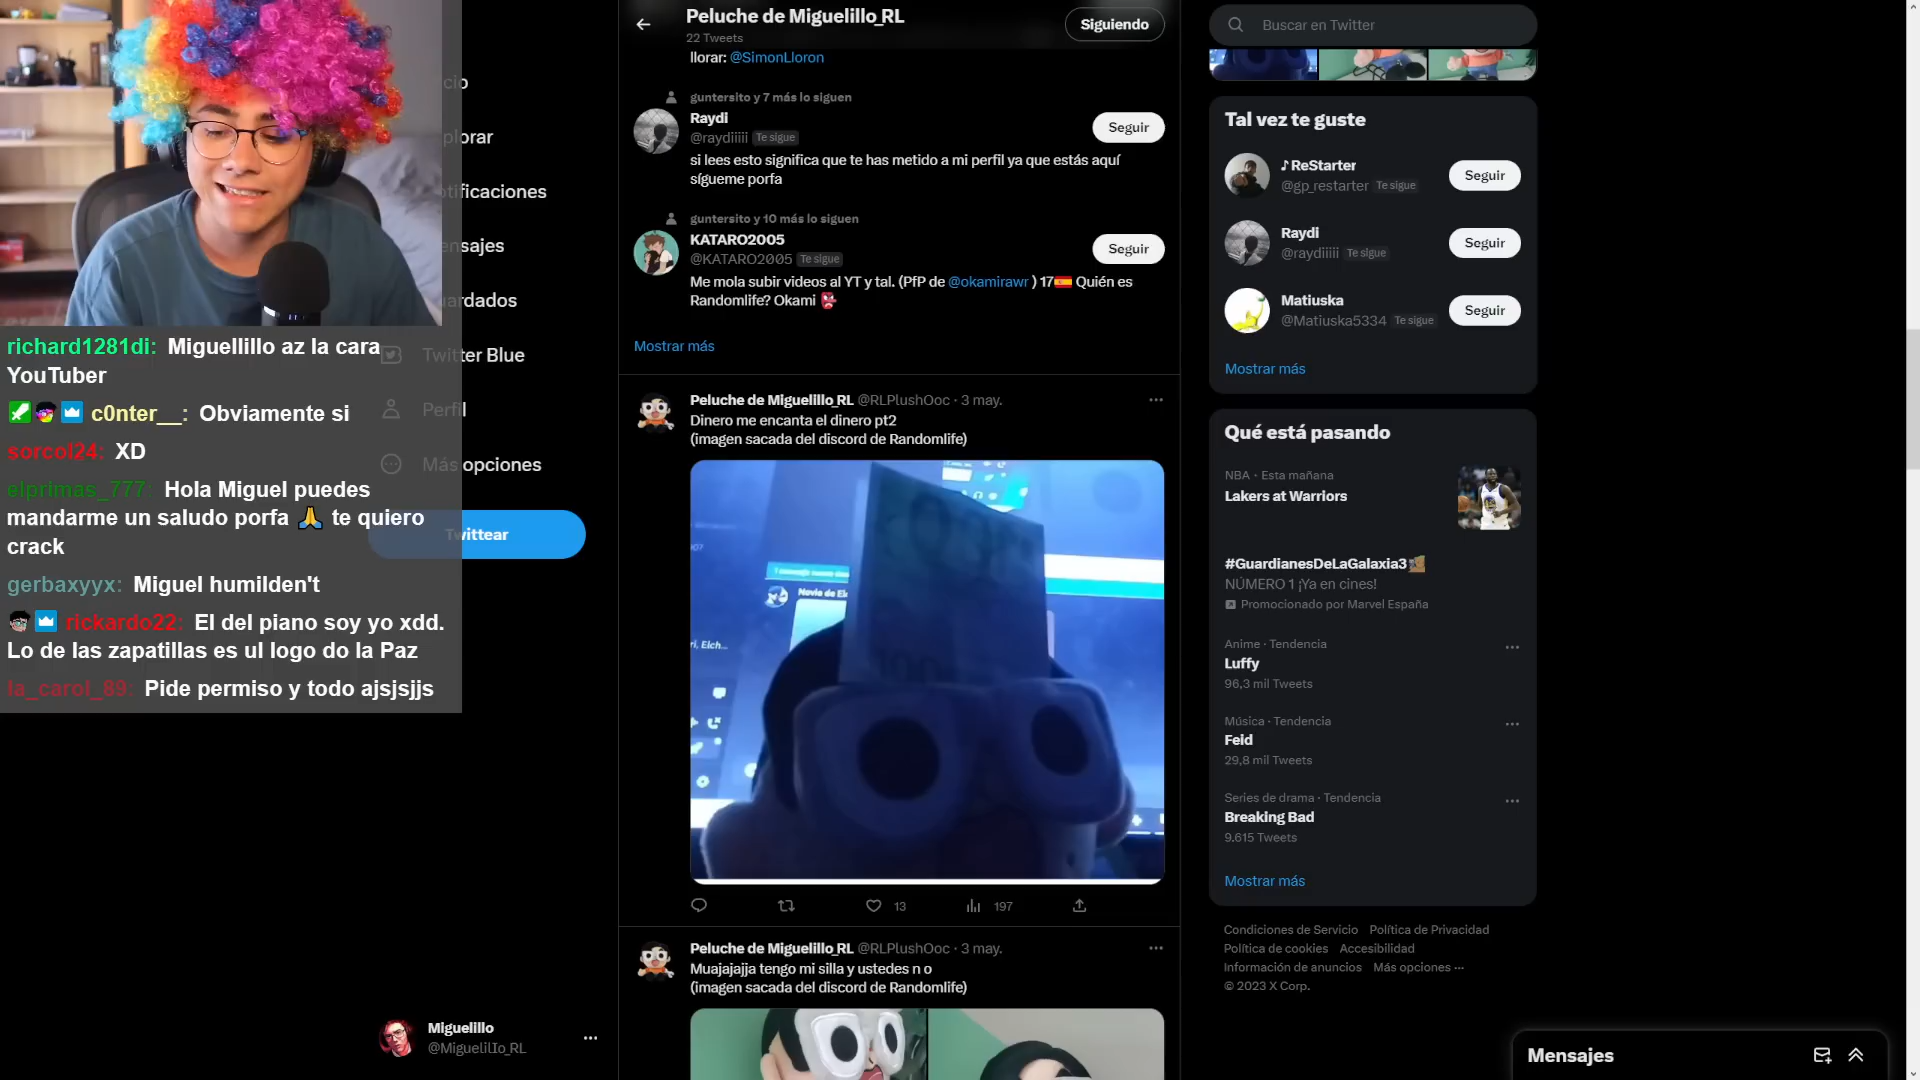 Peluche de Miguelillo_RL
22 Tweets
Siguiendo
llorar: @SimonLloron
guntersito y 7 más lo siguen
Raydi
@raydiiiii Te sigue
Seguir
si lees esto significa que te has metido a mi perfil ya que estás aquí
sígueme porfa
guntersito y 10 más lo siguen
KATARO2005
@KATARO2005 Te sigue
Seguir
Me mola subir videos al YT y tal. (PfP de @okamirawr ) 17🇪🇸 Quién es
Randomlife? Okami 👺
Mostrar más
Peluche de Miguelillo_RL @RLPlushOoc · 3 may.
Dinero me encanta el dinero pt2
(imagen sacada del discord de Randomlife)
13
197
Peluche de Miguelillo_RL @RLPlushOoc · 3 may.
Muajajajja tengo mi silla y ustedes n o
(imagen sacada del discord de Randomlife)
richard1281di: Miguellillo az la cara
YouTuber
c0nter__: Obviamente si
sorcol24: XD
elprimas_777: Hola Miguel puedes
mandarme un saludo porfa 🙏 te quiero
crack
gerbaxyyx: Miguel humilden't
rickardo22: El del piano soy yo xdd.
Lo de las zapatillas es ul logo do la Paz
la_carol_89: Pide permiso y todo ajsjsjjs
cio
plorar
tificaciones
ensajes
ardados
Twitter Blue
Perfil
Más opciones
Twittear
Miguelillo
@MiguelilIo_RL
Buscar en Twitter
Tal vez te guste
♪ ReStarter
@gp_restarter Te sigue
Seguir
Raydi
@raydiiiii Te sigue
Seguir
Matiuska
@Matiuska5334 Te sigue
Seguir
Mostrar más
Qué está pasando
NBA · Esta mañana
Lakers at Warriors
#GuardianesDeLaGalaxia3
NÚMERO 1 ¡Ya en cines!
Promocionado por Marvel España
Anime · Tendencia
Luffy
96,3 mil Tweets
Música · Tendencia
Feid
29,8 mil Tweets
Series de drama · Tendencia
Breaking Bad
9.615 Tweets
Mostrar más
Condiciones de Servicio Política de Privacidad
Política de cookies Accesibilidad
Información de anuncios Más opciones ···
© 2023 X Corp.
Mensajes